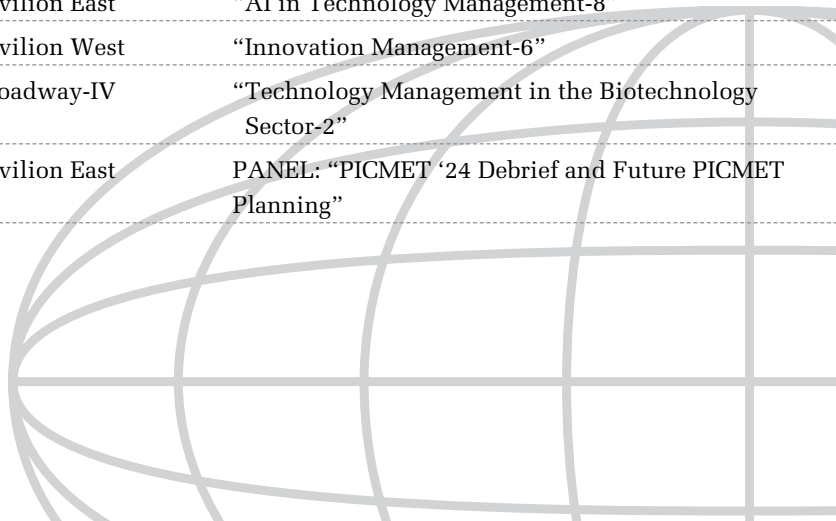 vilion East “AI in Technology Management-8”
vilion West “Innovation Management-6”
oadway-IV “Technology Management in the Biotechnology
Sector-2”
vilion East PANEL: “PICMET ‘24 Debrief and Future PICMET
Planning”